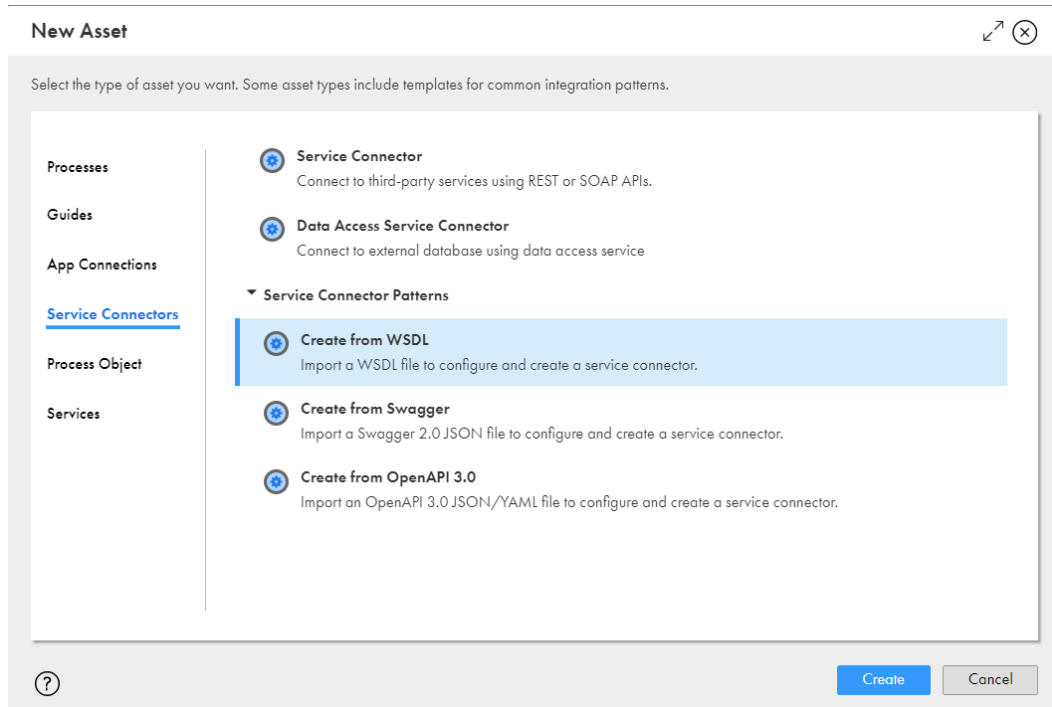 New Asset
Select the type of asset you want. Some asset types include templates for common integration patterns.
Processes
Guides
App Connections
Service Connectors
Process Object
Services
Service Connector
Connect to third-party services using REST or SOAP APIs.
Data Access Service Connector
Connect to external database using data access service
Service Connector Patterns
Create from WSDL
Import a WSDL file to configure and create a service connector.
Create from Swagger
Import a Swagger 2.0 JSON file to configure and create a service connector.
Create from OpenAPI 3.0
Import an OpenAPI 3.0 JSON/YAML file to configure and create a service connector.
?
Create
Cancel